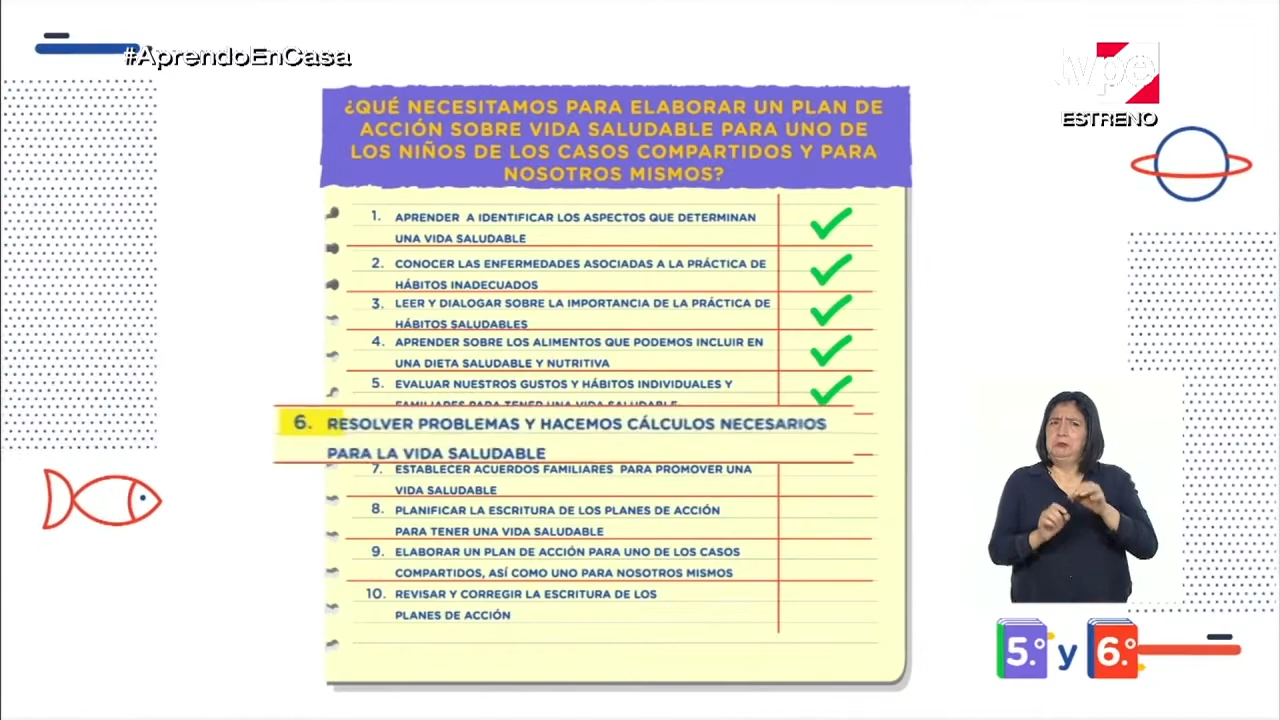 #AprendoEnCasa
tvpe
ESTRENO
¿QUÉ NECESITAMOS PARA ELABORAR UN PLAN DE
ACCIÓN SOBRE VIDA SALUDABLE PARA UNO DE
LOS NIÑOS DE LOS CASOS COMPARTIDOS Y PARA
NOSOTROS MISMOS?
1. APRENDER A IDENTIFICAR LOS ASPECTOS QUE DETERMINAN
UNA VIDA SALUDABLE
2. CONOCER LAS ENFERMEDADES ASOCIADAS A LA PRÁCTICA DE
HÁBITOS INADECUADOS
3. LEER Y DIALOGAR SOBRE LA IMPORTANCIA DE LA PRÁCTICA DE
HÁBITOS SALUDABLES
4. APRENDER SOBRE LOS ALIMENTOS QUE PODEMOS INCLUIR EN
UNA DIETA SALUDABLE Y NUTRITIVA
5. EVALUAR NUESTROS GUSTOS Y HÁBITOS INDIVIDUALES Y
FAMILIARES PARA TENER UNA VIDA SALUDABLE
6. RESOLVER PROBLEMAS Y HACEMOS CÁLCULOS NECESARIOS
PARA LA VIDA SALUDABLE
7. ESTABLECER ACUERDOS FAMILIARES PARA PROMOVER UNA
VIDA SALUDABLE
8. PLANIFICAR LA ESCRITURA DE LOS PLANES DE ACCIÓN
PARA TENER UNA VIDA SALUDABLE
9. ELABORAR UN PLAN DE ACCIÓN PARA UNO DE LOS CASOS
COMPARTIDOS, ASÍ COMO UNO PARA NOSOTROS MISMOS
10. REVISAR Y CORREGIR LA ESCRITURA DE LOS
PLANES DE ACCIÓN
5.° y 6.°